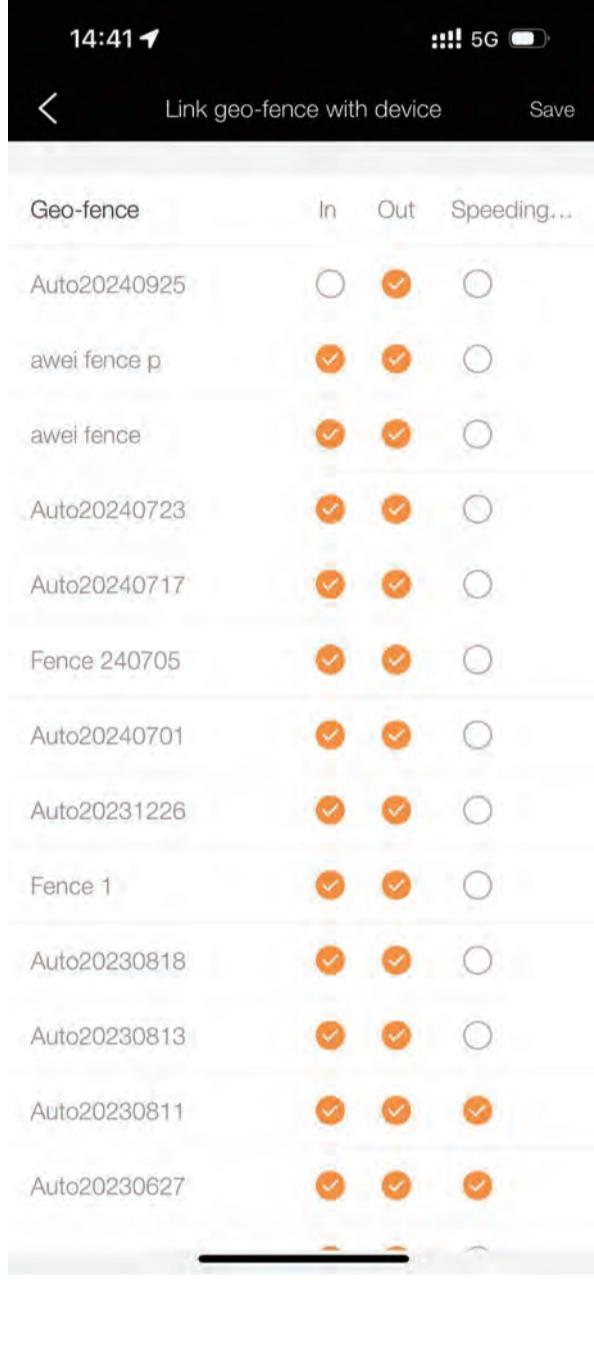 14:41 5G
Link geo-fence with device Save
Geo-fence In Out Speeding...
Auto20240925
awei fence p
awei fence
Auto20240723
Auto20240717
Fence 240705
Auto20240701
Auto20231226
Fence 1
Auto20230818
Auto20230813
Auto20230811
Auto20230627